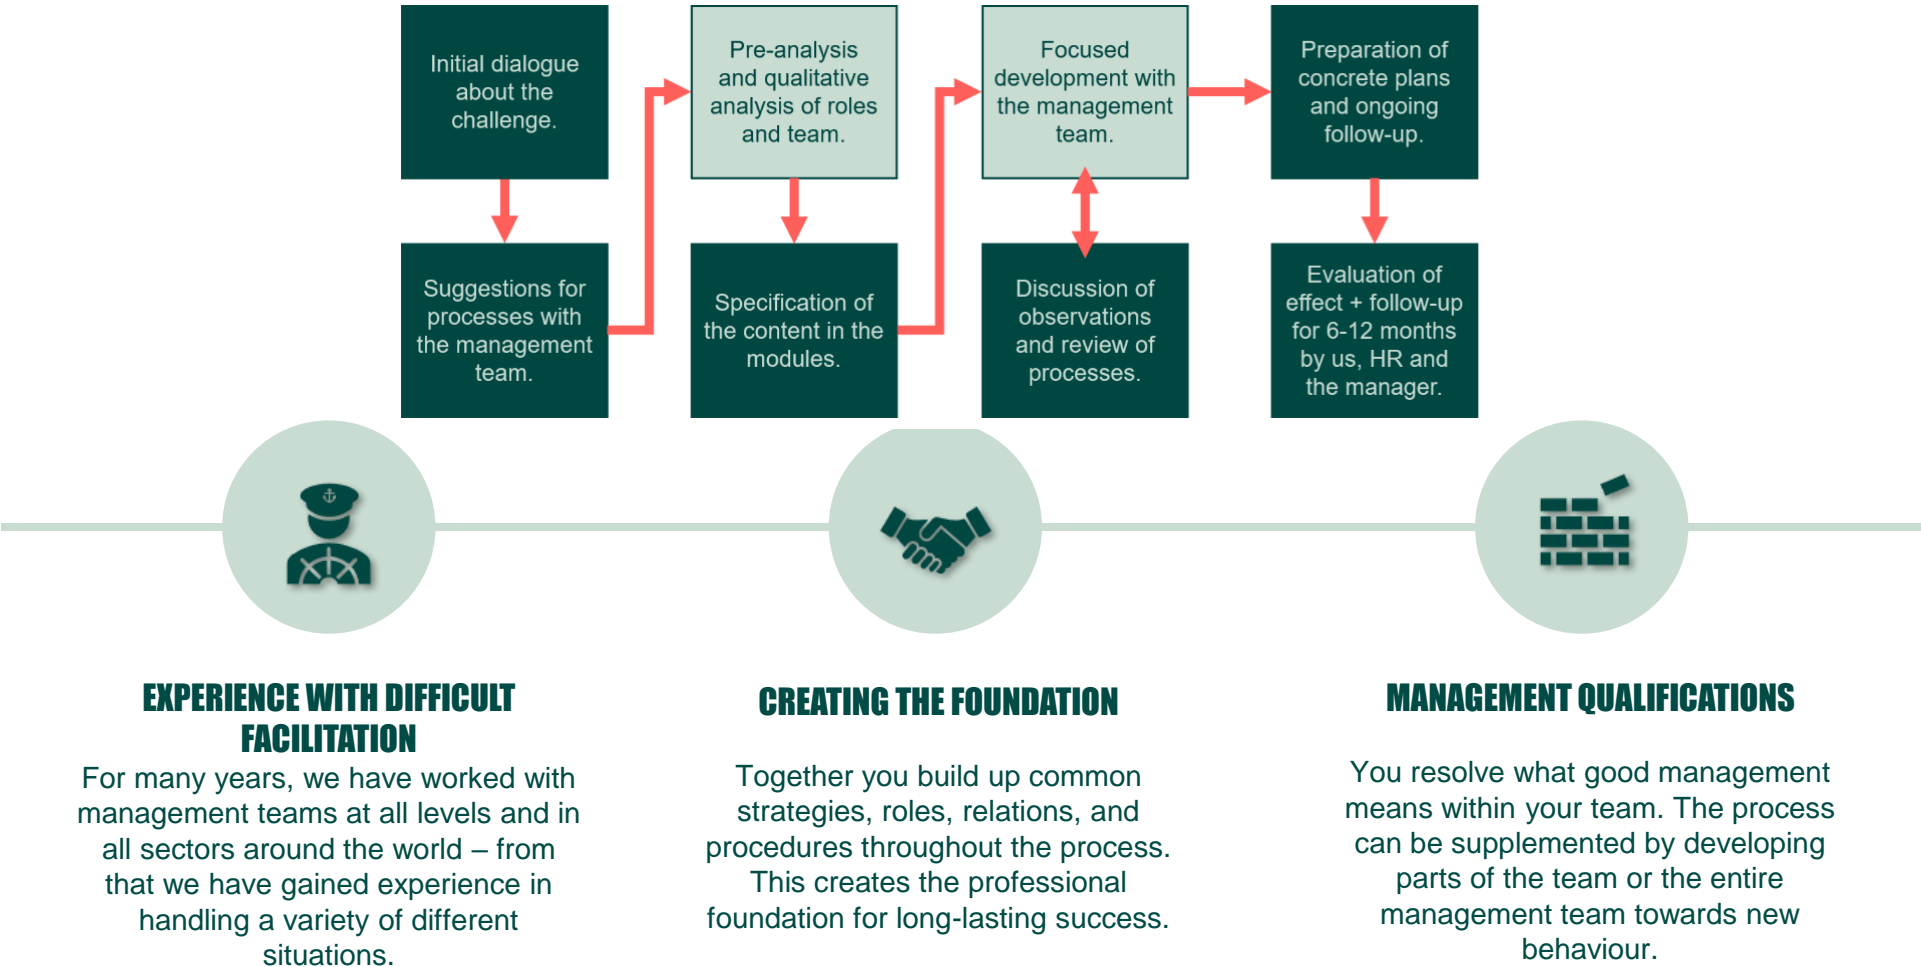 Initial dialogue
about the
challenge.
Suggestions for
processes with
the management
team.
Pre-analysis
and qualitative
analysis of roles
and team.
Specification of
the content in the
modules.
Focused
development with
the management
team.
Discussion of
observations
and review of
processes.
Preparation of
concrete plans
and ongoing
follow-up.
Evaluation of
effect + follow-up
for 6-12 months
by us, HR and
the manager.
EXPERIENCE WITH DIFFICULT
FACILITATION
For many years, we have worked with
management teams at all levels and in
all sectors around the world – from
that we have gained experience in
handling a variety of different
situations.
CREATING THE FOUNDATION
Together you build up common
strategies, roles, relations, and
procedures throughout the process.
This creates the professional
foundation for long-lasting success.
MANAGEMENT QUALIFICATIONS
You resolve what good management
means within your team. The process
can be supplemented by developing
parts of the team or the entire
management team towards new
behaviour.